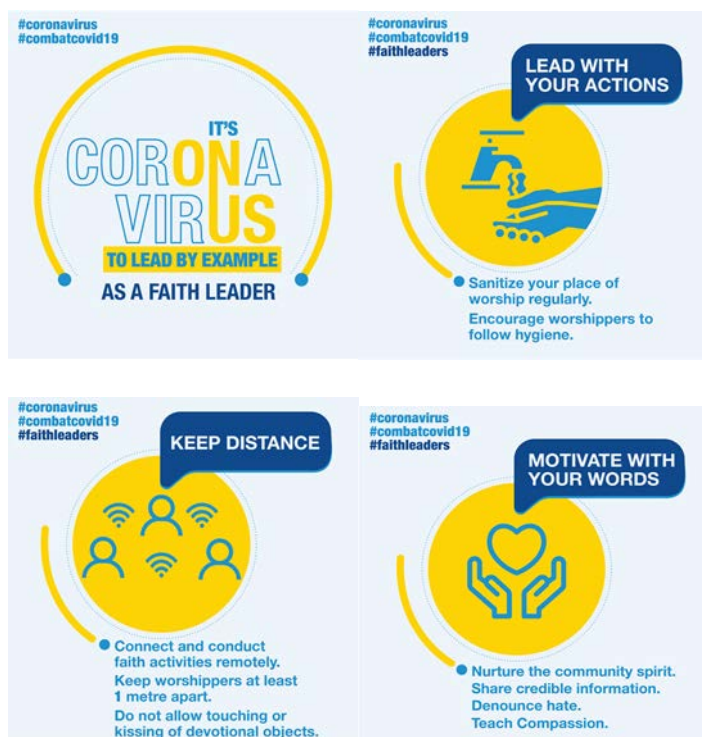 #coronavirus
#combatcovid19
IT'S
CORONA
VIRUS
TO LEAD BY EXAMPLE
AS A FAITH LEADER
#coronavirus
#combatcovid19
#faithleaders
LEAD WITH
YOUR ACTIONS
Sanitize your place of
worship regularly.
Encourage worshippers to
follow hygiene.
#coronavirus
#combatcovid19
#faithleaders
KEEP DISTANCE
Connect and conduct
faith activities remotely.
Keep worshippers at least
1 metre apart.
Do not allow touching or
kissing of devotional objects.
#coronavirus
#combatcovid19
#faithleaders
MOTIVATE WITH
YOUR WORDS
Nurture the community spirit.
Share credible information.
Denounce hate.
Teach Compassion.